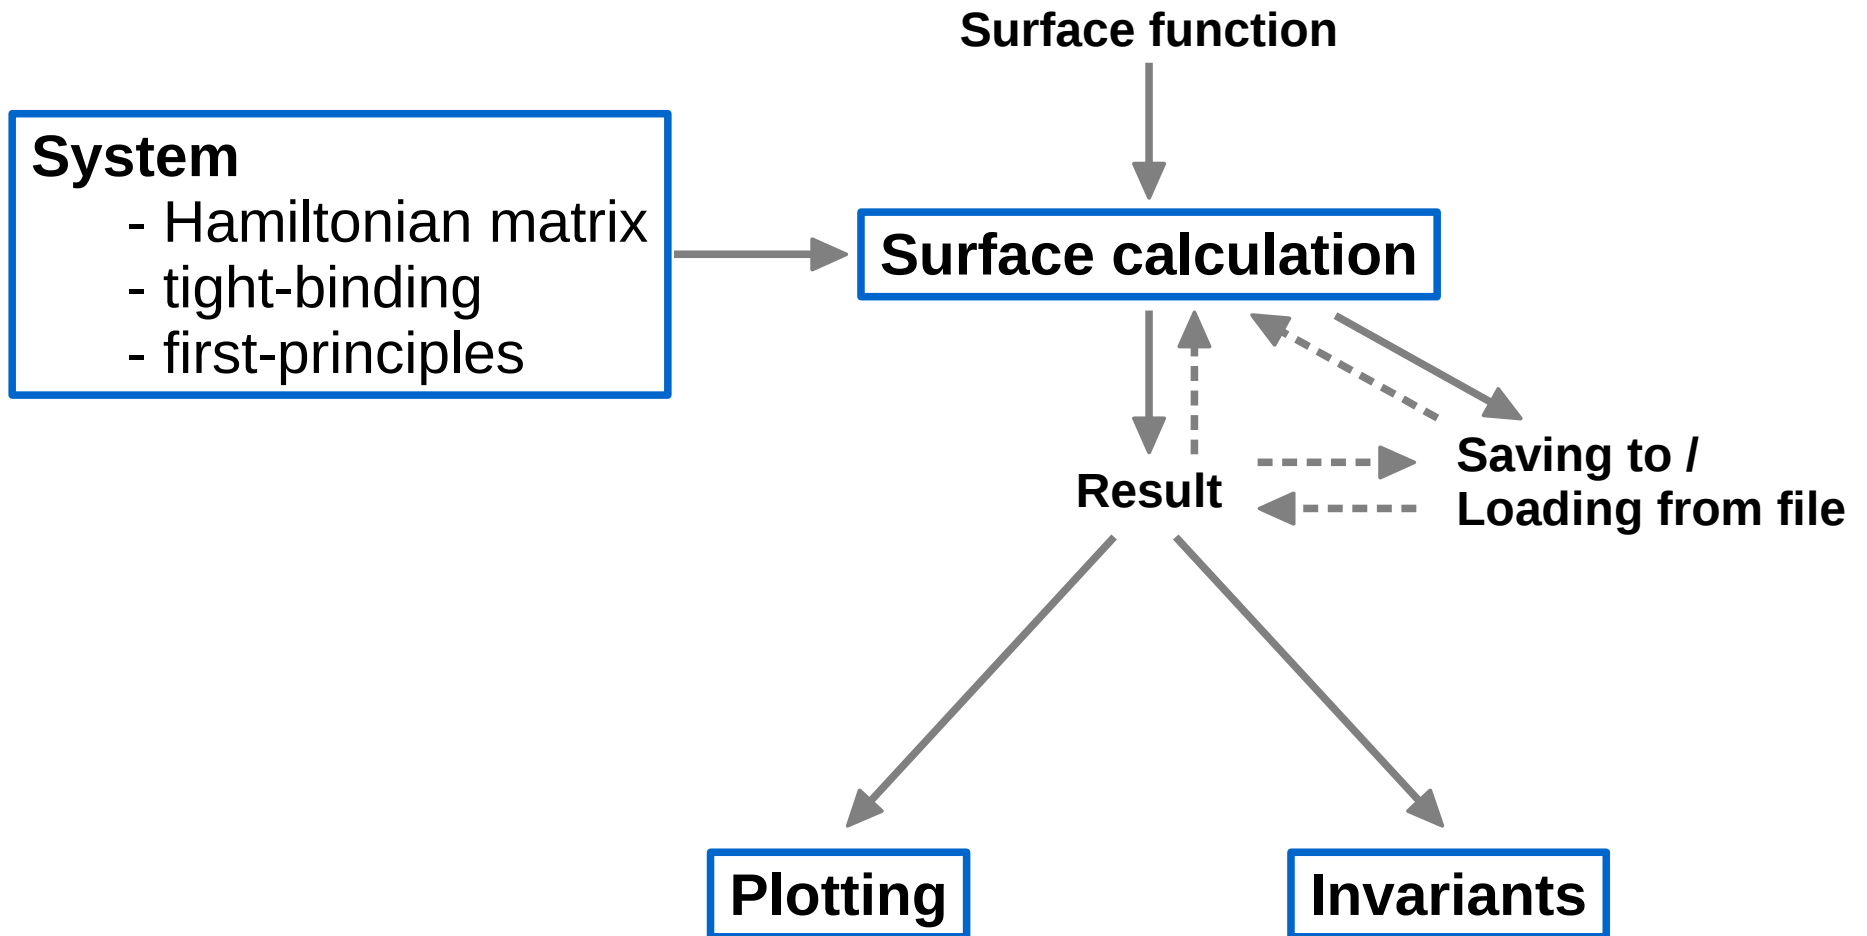 Surface function
System
- Hamiltonian matrix
- tight-binding
- first-principles
Surface calculation
Result
Saving to /
Loading from file
Plotting
Invariants